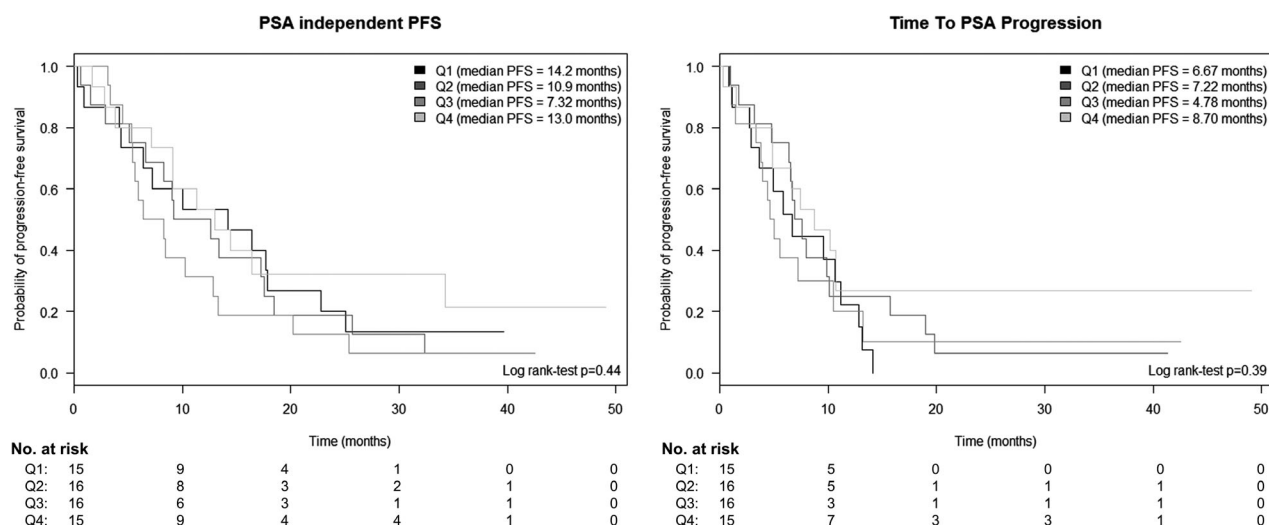 PSA independent PFS
Q1 (median PFS = 14.2 months)
Q2 (median PFS = 10.9 months)
Q3 (median PFS = 7.32 months)
Q4 (median PFS = 13.0 months)
Probability of progression-free survival
1.0
0.8
0.6
0.4
0.2
0.0
Log rank-test p=0.44
0 10 20 30 40 50
Time (months)
No. at risk
Q1: 15 9 4 1 0 0
Q2: 16 8 3 2 1 0
Q3: 16 6 3 1 1 0
Q4: 15 9 4 4 1 0
Time To PSA Progression
Q1 (median PFS = 6.67 months)
Q2 (median PFS = 7.22 months)
Q3 (median PFS = 4.78 months)
Q4 (median PFS = 8.70 months)
Probability of progression-free survival
1.0
0.8
0.6
0.4
0.2
0.0
Log rank-test p=0.39
0 10 20 30 40 50
Time (months)
No. at risk
Q1: 15 5 0 0 0 0
Q2: 16 5 1 1 1 0
Q3: 16 3 1 1 1 0
Q4: 15 7 3 3 1 0